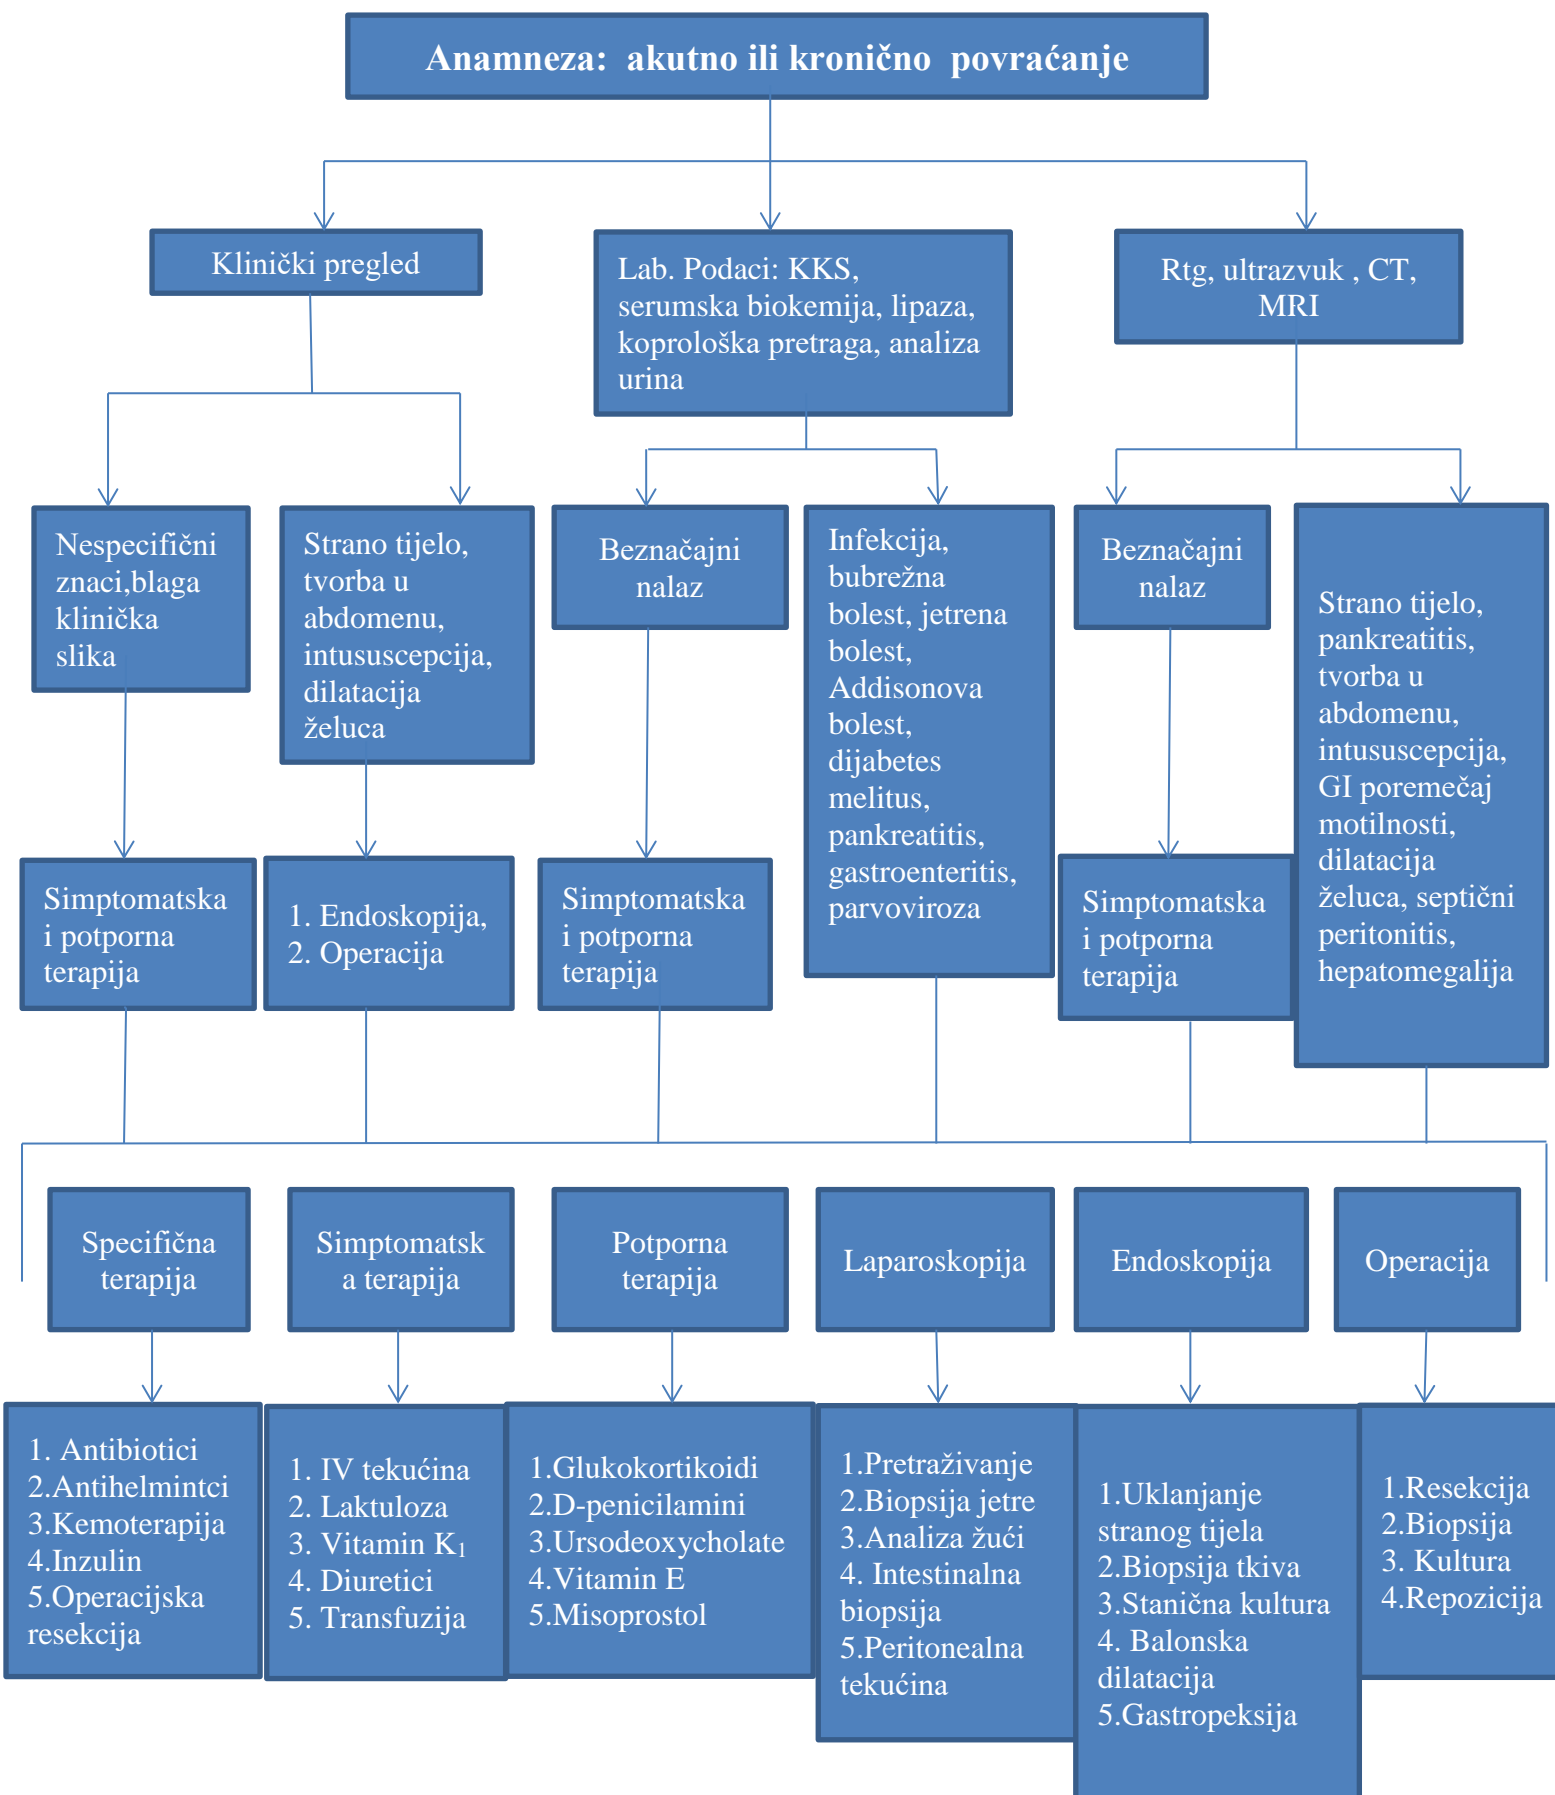 Anamneza: akutno ili kronično povraćanje
Klinički pregled
Lab. Podaci: KKS,
serumska biokemija, lipaza,
koprološka pretraga, analiza
urina
Rtg, ultrazvuk , CT,
MRI
Nespecifični
znaci,blaga
klinička
slika
Strano tijelo,
tvorba u
abdomenu,
intususcepcija,
dilatacija
želuca
Beznačajni
nalaz
Infekcija,
bubrežna
bolest, jetrena
bolest,
Addisonova
bolest,
dijabetes
melitus,
pankreatitis,
gastroenteritis,
parvoviroza
Beznačajni
nalaz
Strano tijelo,
pankreatitis,
tvorba u
abdomenu,
intususcepcija,
GI poremečaj
motilnosti,
dilatacija
želuca, septični
peritonitis,
hepatomegalija
Simptomatska
i potporna
terapija
1. Endoskopija,
2. Operacija
Simptomatska
i potporna
terapija
Simptomatska
i potporna
terapija
Specifična
terapija
Simptomatsk
a terapija
Potporna
terapija
Laparoskopija
Endoskopija
Operacija
1. Antibiotici
2.Antihelmintci
3.Kemoterapija
4.Inzulin
5.Operacijska
resekcija
1. IV tekućina
2. Laktuloza
3. Vitamin K₁
4. Diuretici
5. Transfuzija
1.Glukokortikoidi
2.D-penicilamini
3.Ursodeoxycholate
4.Vitamin E
5.Misoprostol
1.Pretraživanje
2.Biopsija jetre
3.Analiza žući
4. Intestinalna
biopsija
5.Peritonealna
tekućina
1.Uklanjanje
stranog tijela
2.Biopsija tkiva
3.Stanična kultura
4. Balonska
dilatacija
5.Gastropeksija
1.Resekcija
2.Biopsija
3. Kultura
4.Repozicija